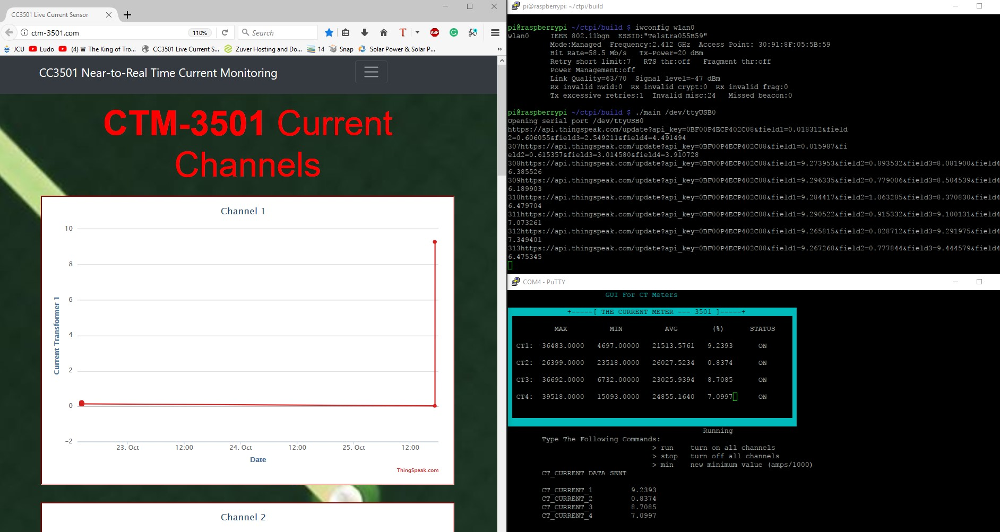 CC3501 Live Current Sensor
ctm-3501.com
110%
Search
T
ABP
G
JCU
Ludo
(4) ♛ The King of Tro...
CC3501 Live Current S...
Zuver Hosting and Do...
14
Snap
Solar Power & Solar P...
»
CC3501 Near-to-Real Time Current Monitoring
CTM-3501 Current
Channels
Channel 1
10
8
6
4
2
0
-2
Current Transformer 1
23. Oct
12:00
24. Oct
12:00
25. Oct
12:00
Date
ThingSpeak.com
Channel 2
pi@raspberrypi: ~/ctpi/build
pi@raspberrypi ~/ctpi/build $ iwconfig wlan0
wlan0     IEEE 802.11bgn  ESSID:"Telstra055B59"
Mode:Managed  Frequency:2.412 GHz  Access Point: 30:91:8F:05:5B:59
Bit Rate=58.5 Mb/s   Tx-Power=20 dBm
Retry short limit:7   RTS thr:off   Fragment thr:off
Power Management:off
Link Quality=63/70  Signal level=-47 dBm
Rx invalid nwid:0  Rx invalid crypt:0  Rx invalid frag:0
Tx excessive retries:1  Invalid misc:24   Missed beacon:0
pi@raspberrypi ~/ctpi/build $ ./main /dev/ttyUSB0
Opening serial port /dev/ttyUSB0
https://api.thingspeak.com/update?api_key=0BF00P4ECP402C08&field1=0.018312&field
2=0.606055&field3=2.549211&field4=4.491494
307https://api.thingspeak.com/update?api_key=0BF00P4ECP402C08&field1=0.015987&fi
eld2=0.615357&field3=3.014580&field4=3.910728
308https://api.thingspeak.com/update?api_key=0BF00P4ECP402C08&field1=9.273953&field2=0.893532&field3=8.081900&field4
6.385526
309https://api.thingspeak.com/update?api_key=0BF00P4ECP402C08&field1=9.296335&field2=0.779006&field3=8.504539&field4
6.189903
310https://api.thingspeak.com/update?api_key=0BF00P4ECP402C08&field1=9.284417&field2=1.063285&field3=8.370830&field4
6.479704
311https://api.thingspeak.com/update?api_key=0BF00P4ECP402C08&field1=9.290522&field2=0.915332&field3=9.100131&field4
7.073261
312https://api.thingspeak.com/update?api_key=0BF00P4ECP402C08&field1=9.265815&field2=0.828712&field3=9.291975&field4
7.349401
313https://api.thingspeak.com/update?api_key=0BF00P4ECP402C08&field1=9.267268&field2=0.777844&field3=9.444579&field4
6.475345
COM4 - PuTTY
GUI For CT Meters
+-----[ THE CURRENT METER --- 3501 ]-----+
MAX MIN AVG (%) STATUS
CT1: 36483.0000 4697.00000 21513.5761 9.2393 ON
CT2: 26399.0000 23518.0000 26027.5234 0.8374 ON
CT3: 36692.0000 6732.00000 23025.9394 8.7085 ON
CT4: 39518.0000 15093.0000 24855.1640 7.0997 ON
Running
Type The Following Commands:
> run    turn on all channels
> stop   turn off all channels
> min    new minimum value (amps/1000)
CT_CURRENT DATA SENT
CT_CURRENT_1 9.2393
CT_CURRENT_2 0.8374
CT_CURRENT_3 8.7085
CT_CURRENT_4 7.0997